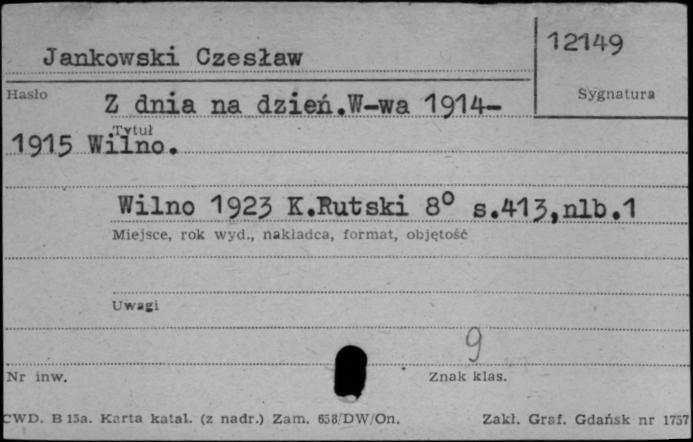 Jankowski Czesław
12149
Hasło
Sygnatura
Z dnia na dzień.W-wa 1914-
Tytuł
1915 Wilno.
Wilno 1923 K.Rutski 8° s.413,nlb.1
Miejsce, rok wyd., nakładca, format, objętość
Uwagi
9
Nr inw.
Znak klas.
CWD. B 15a. Karta katal. (z nadr.) Zam. 658/DW/On.
Zakł. Graf. Gdańsk nr 1757